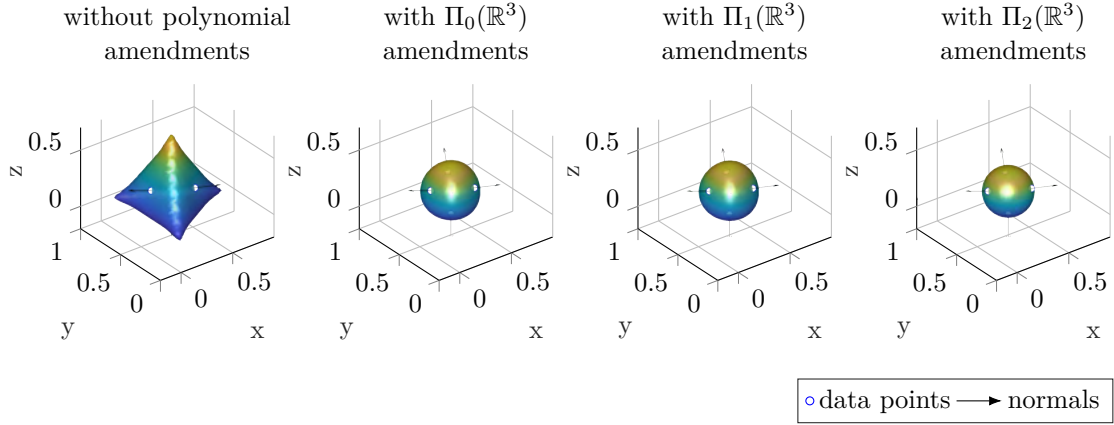 without polynomial amendments
with Π₀(ℝ³) amendments
with Π₁(ℝ³) amendments
with Π₂(ℝ³) amendments
0.5
0
z
1
0.5
0
y
0
0.5
x
0.5
0
z
1
0.5
0
y
0
0.5
x
0.5
0
z
1
0.5
0
y
0
0.5
x
0.5
0
z
1
0.5
0
y
0
0.5
x
data points normals